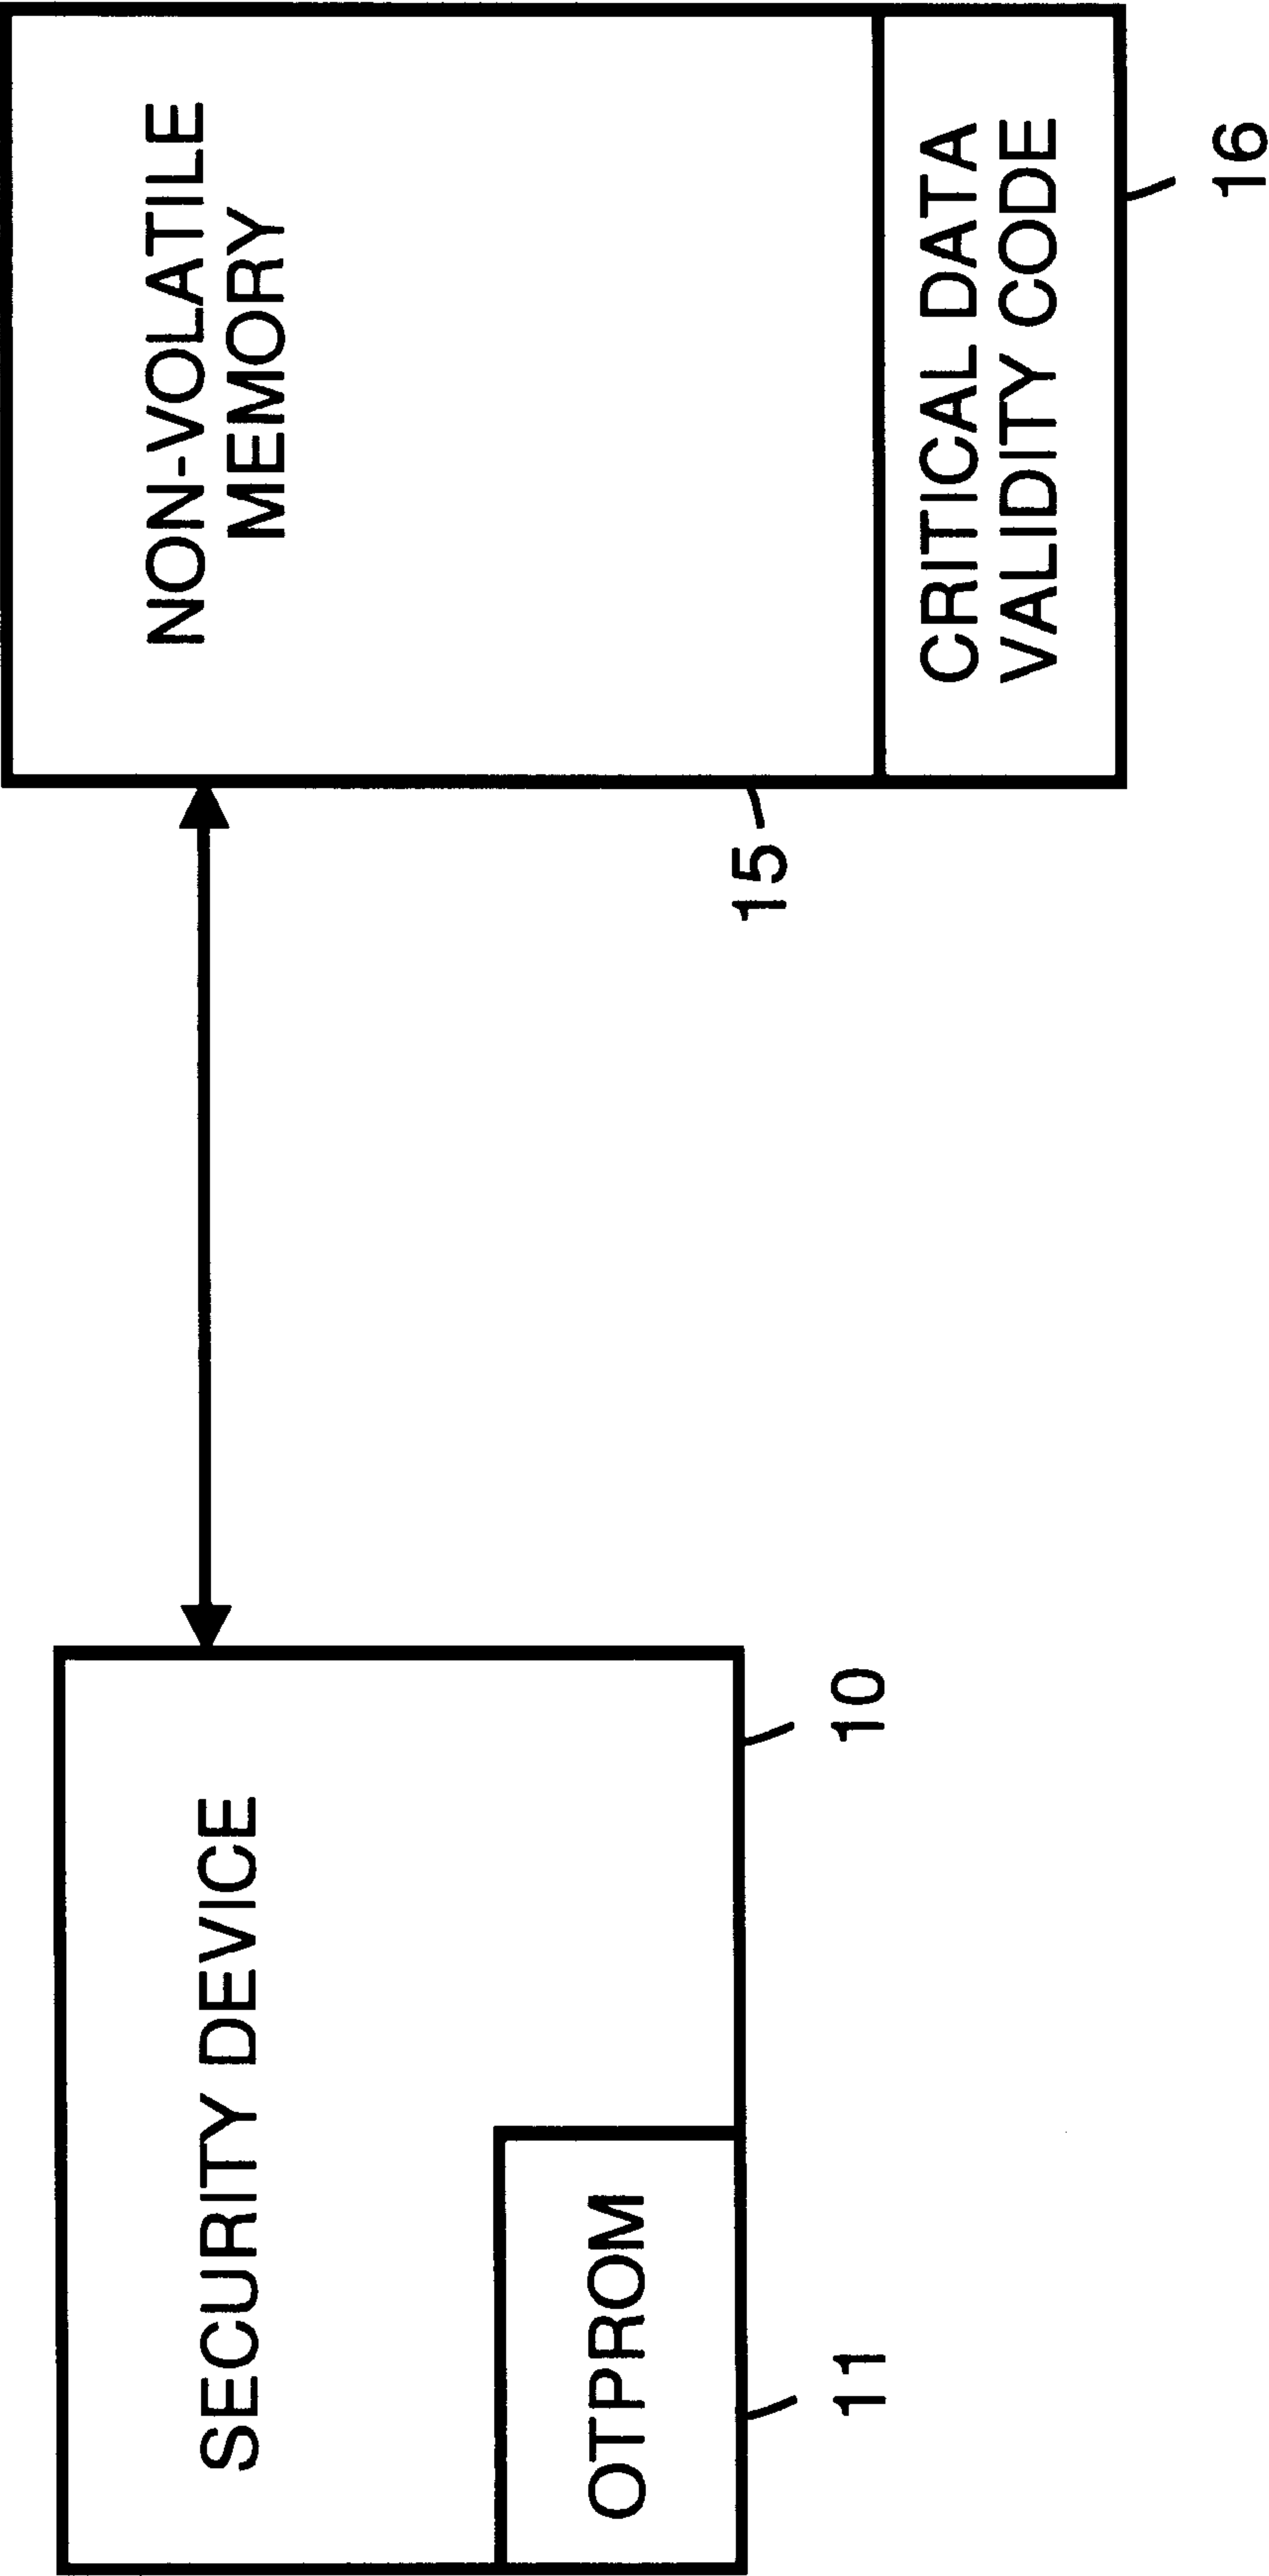 SECURITY DEVICE
OTPROM
11
10
NON-VOLATILE
MEMORY
15
CRITICAL DATA
VALIDITY CODE
16